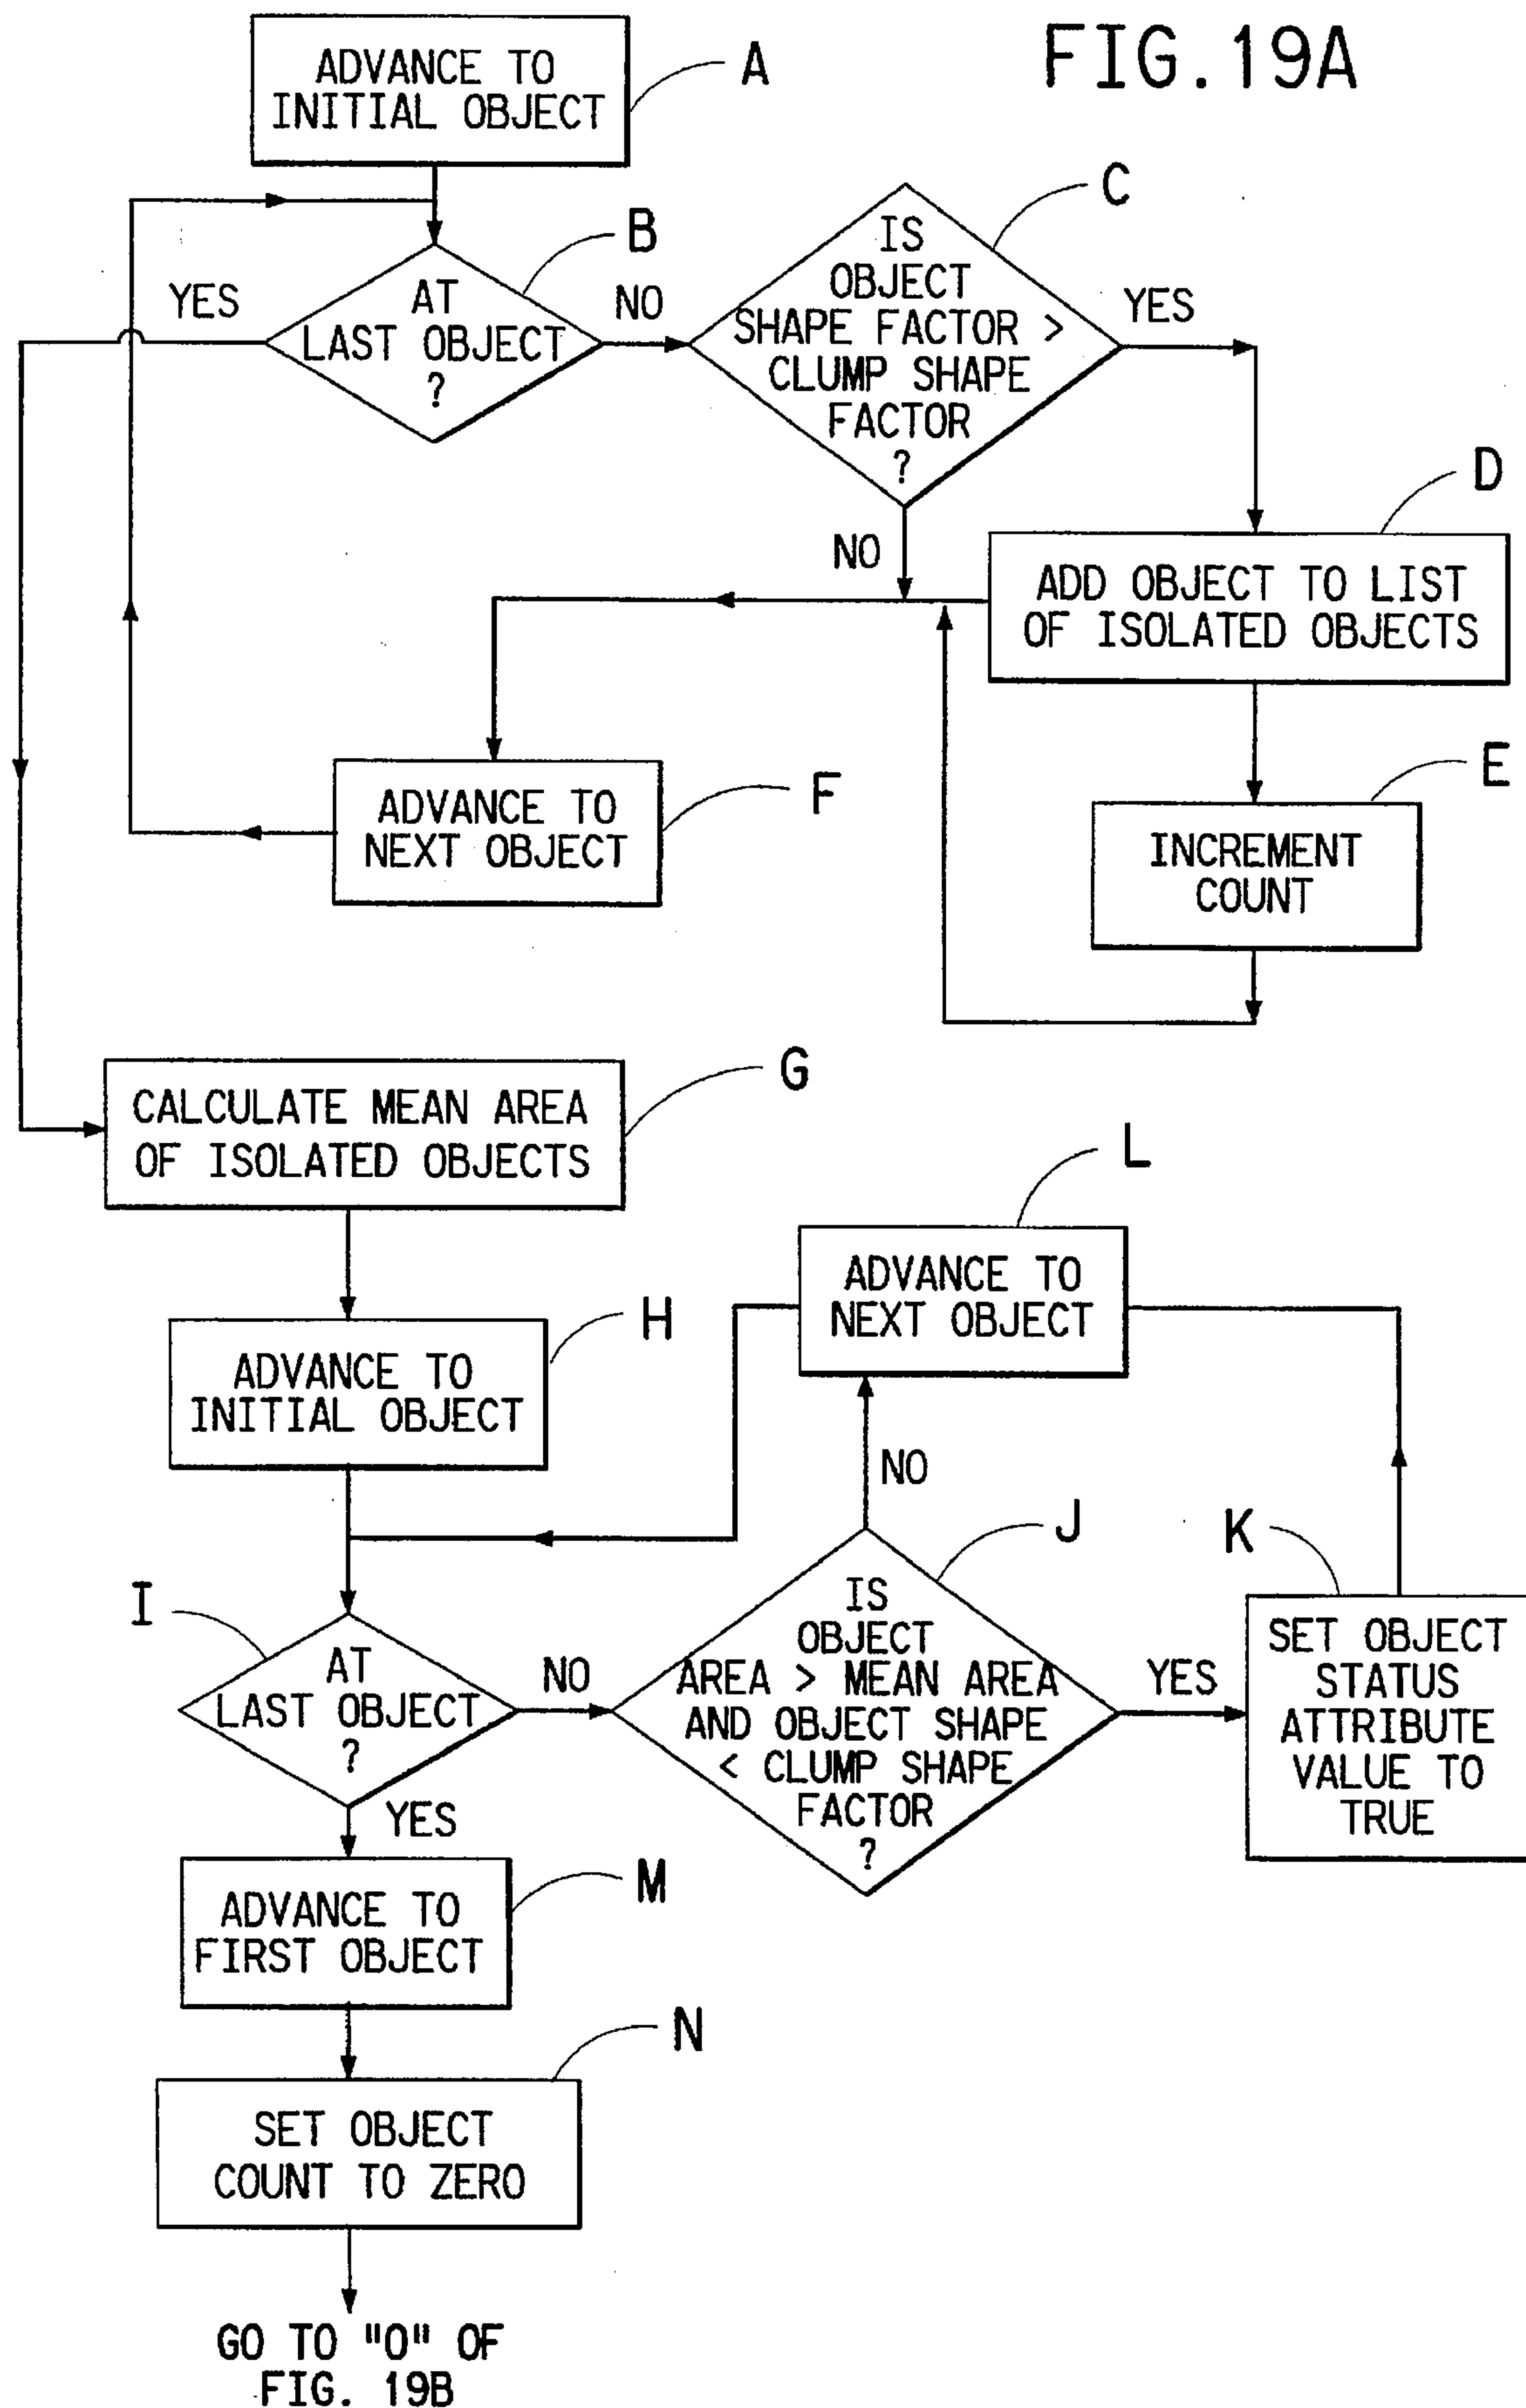 FIG.19A
ADVANCE TO
INITIAL OBJECT
A
B
AT
LAST OBJECT
?
YES
NO
C
IS
OBJECT
SHAPE FACTOR >
CLUMP SHAPE
FACTOR
?
YES
NO
D
ADD OBJECT TO LIST
OF ISOLATED OBJECTS
E
INCREMENT
COUNT
F
ADVANCE TO
NEXT OBJECT
G
CALCULATE MEAN AREA
OF ISOLATED OBJECTS
H
ADVANCE TO
INITIAL OBJECT
I
AT
LAST OBJECT
?
NO
YES
J
IS
OBJECT
AREA > MEAN AREA
AND OBJECT SHAPE
< CLUMP SHAPE
FACTOR
?
NO
YES
K
SET OBJECT
STATUS
ATTRIBUTE
VALUE TO
TRUE
L
ADVANCE TO
NEXT OBJECT
M
ADVANCE TO
FIRST OBJECT
N
SET OBJECT
COUNT TO ZERO
GO TO "O" OF
FIG. 19B